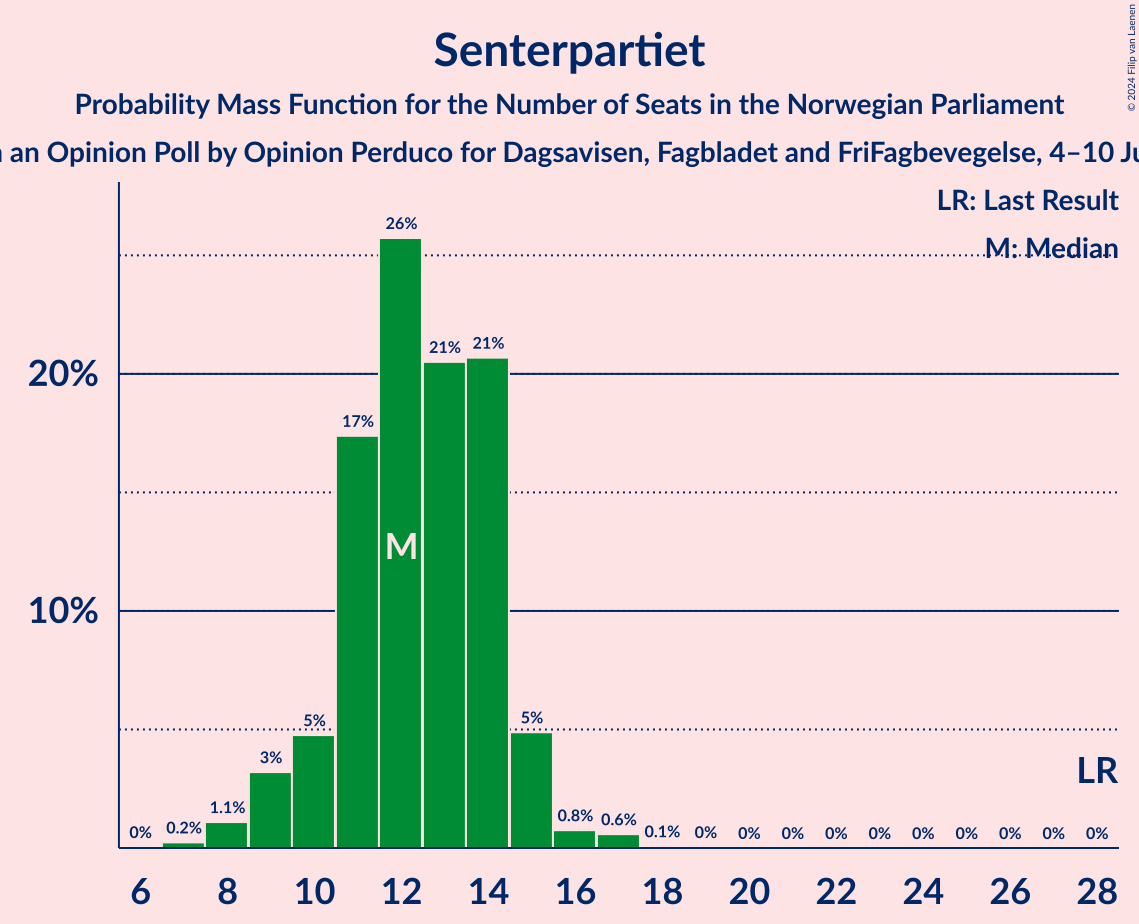 Senterpartiet
© 2024 Filip van Laenen
Probability Mass Function for the Number of Seats in the Norwegian Parliament
an Opinion Poll by Opinion Perduco for Dagsavisen, Fagbladet and FriFagbevegelse, 4–10
LR: Last Result
M: Median
26%
21%
21%
20%
17%
M
10%
5%
5%
3%
LR
1.1%
0.8%
0.6%
0% 0.2% 0.1% 0% 0% 0% 0% 0% 0% 0% 0% 0% 0%
6 8 10 12 14 16 18 20 22 24 26 28